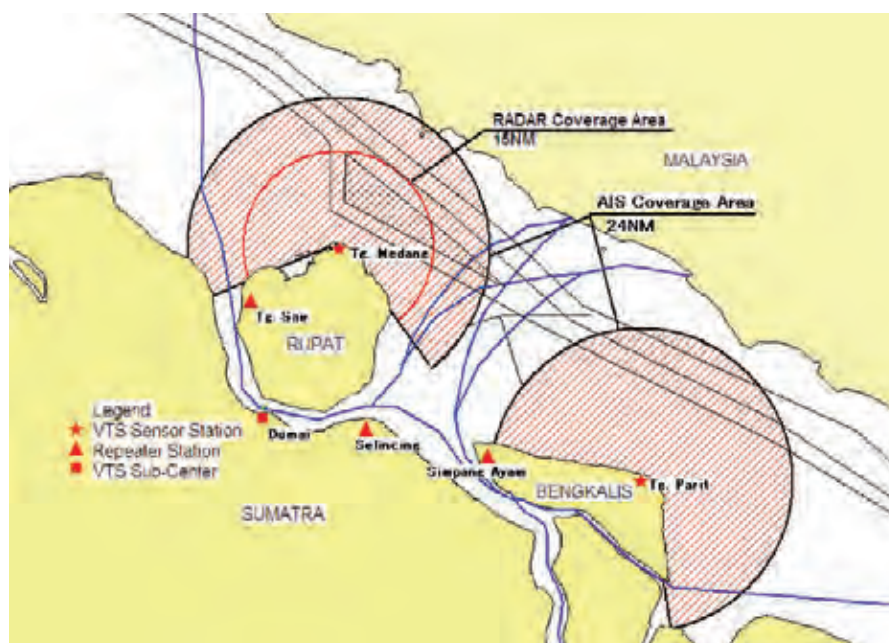 RADAR Coverage Area
15NM
MALAYSIA
AIS Coverage Area
24NM
Tg. Medang
Tg. Sae
RUPAT
Legend
VTS Sensor Station
Repeater Station
VTS Sub-Center
Dumai
Selincing
Simpang Ayam
BENGKALIS
Tg. Parit
SUMATRA